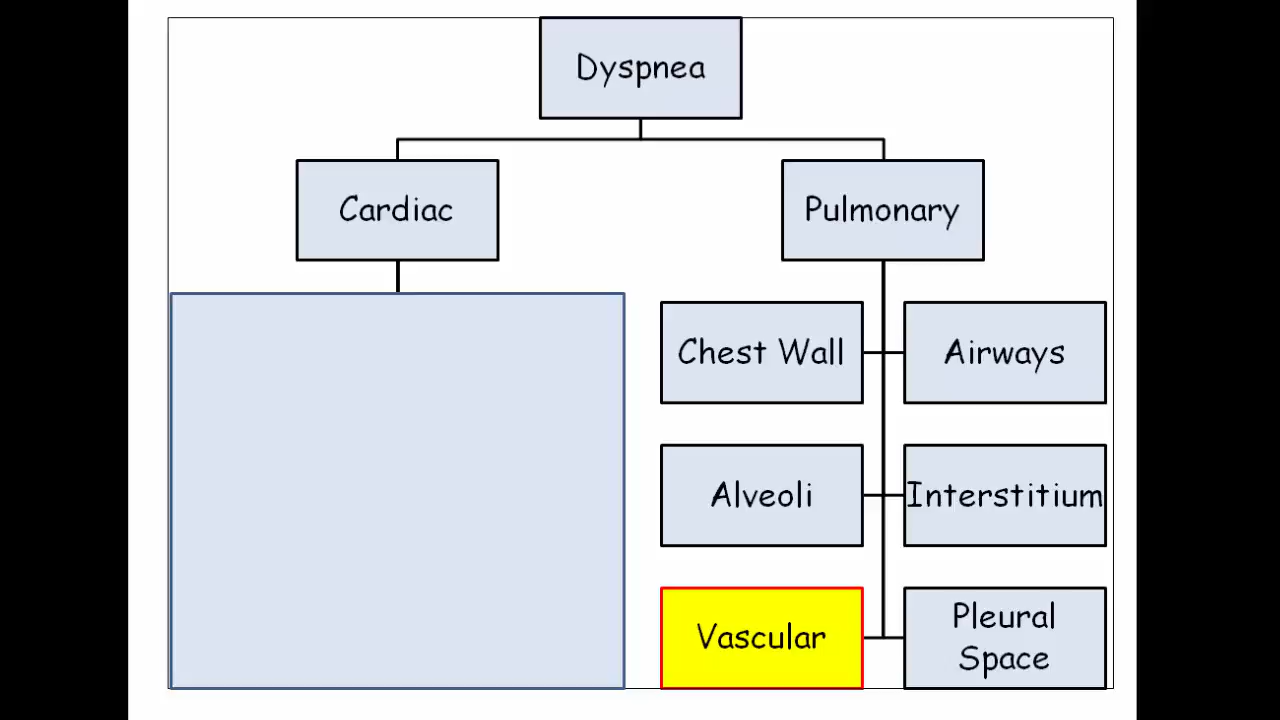 Dyspnea
Cardiac
Pulmonary
Chest Wall
Airways
Alveoli
Interstitium
Vascular
Pleural
Space